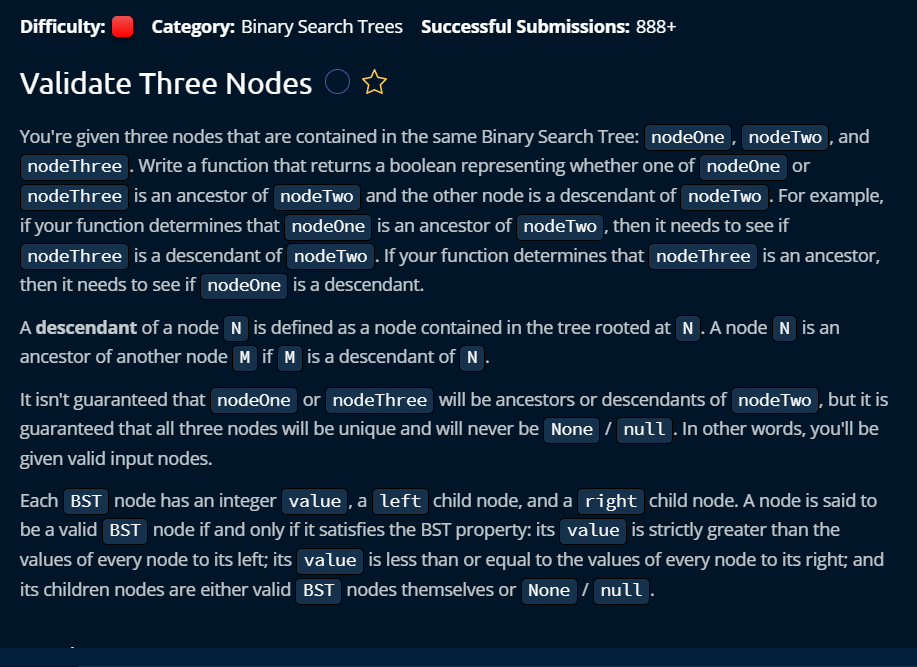 Difficulty: Category: Binary Search Trees Successful Submissions: 888+
Validate Three Nodes
You're given three nodes that are contained in the same Binary Search Tree: nodeOne , nodeTwo , and
nodeThree . Write a function that returns a boolean representing whether one of nodeOne or
nodeThree is an ancestor of nodeTwo and the other node is a descendant of nodeTwo . For example,
if your function determines that nodeOne is an ancestor of nodeTwo , then it needs to see if
nodeThree is a descendant of nodeTwo . If your function determines that nodeThree is an ancestor,
then it needs to see if nodeOne is a descendant.
A descendant of a node N is defined as a node contained in the tree rooted at N . A node N is an
ancestor of another node M if M is a descendant of N .
It isn't guaranteed that nodeOne or nodeThree will be ancestors or descendants of nodeTwo , but it is
guaranteed that all three nodes will be unique and will never be None / null . In other words, you'll be
given valid input nodes.
Each BST node has an integer value , a left child node, and a right child node. A node is said to
be a valid BST node if and only if it satisfies the BST property: its value is strictly greater than the
values of every node to its left; its value is less than or equal to the values of every node to its right; and
its children nodes are either valid BST nodes themselves or None / null .